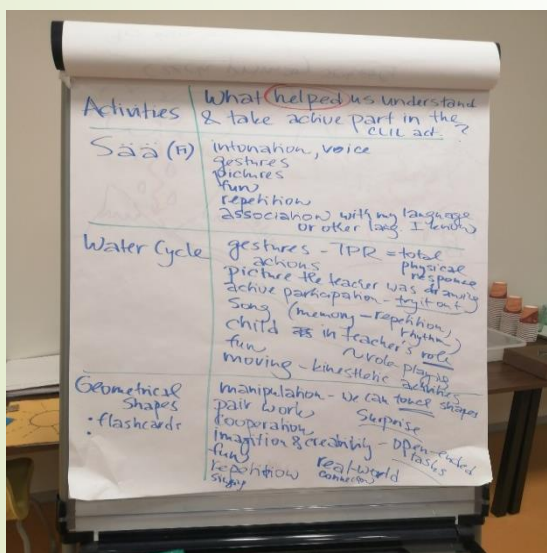 Activities
What helped us understand
& take active part in the
CLIL act.?
Sää (FI)
intonation, voice
gestures
pictures
fun
repetition
association with my language
or other lang. I know
Water Cycle
gestures - TPR = total
actions physical
response
picture the teacher was drawing
active participation - try it out
song (memory - repetition,
rhythm)
child in teacher's role
fun ~ role-playing
moving - kinesthetic activities
Geometrical
Shapes
• flashcards
•
manipulation - we can touch shapes
pair work
cooperation Surprise
imagition & creability - open-ended
tasks
fun
repetition real-world
connection